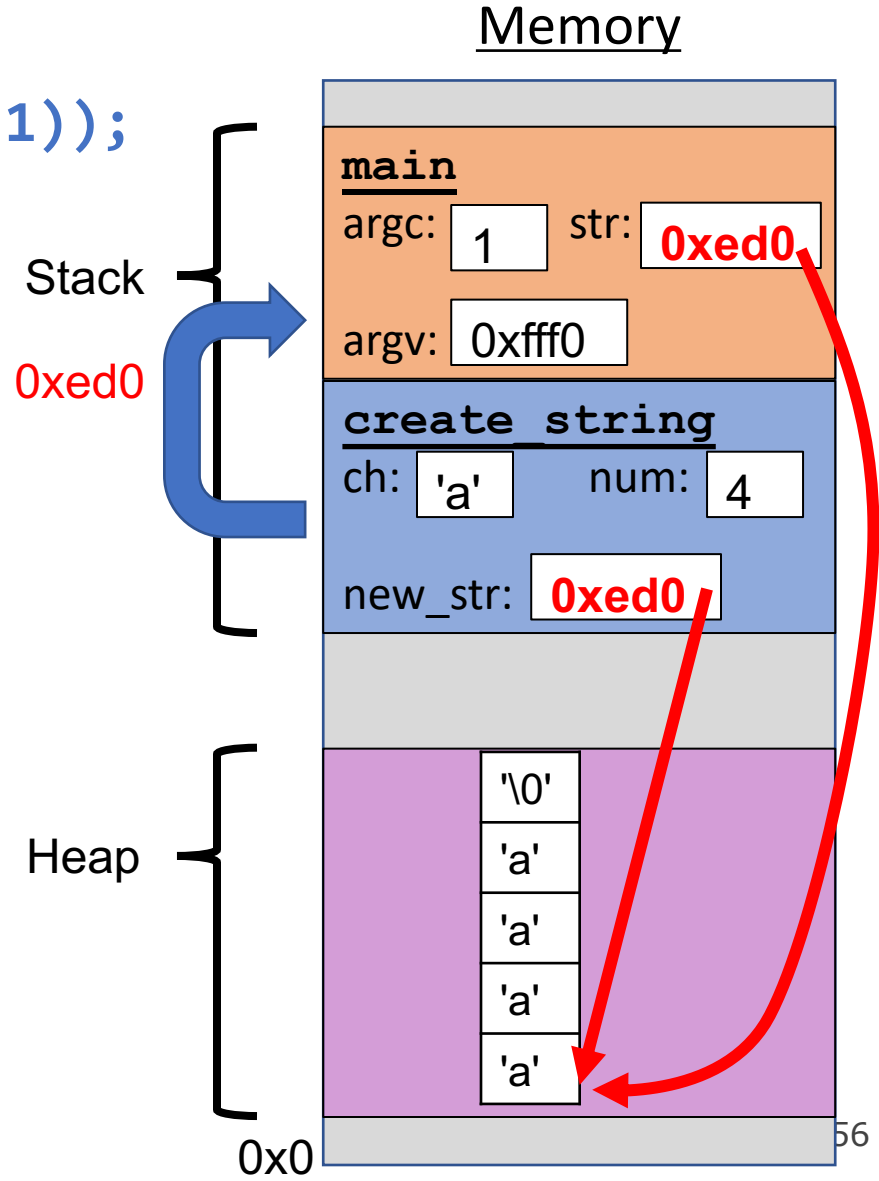 Memory
1));
main
argc: 1 str: 0xed0
Stack
argv: 0xfff0
0xed0
create_string
ch: 'a' num: 4
new_str: 0xed0
'\0'
Heap
'a'
'a'
'a'
'a'
0x0
56